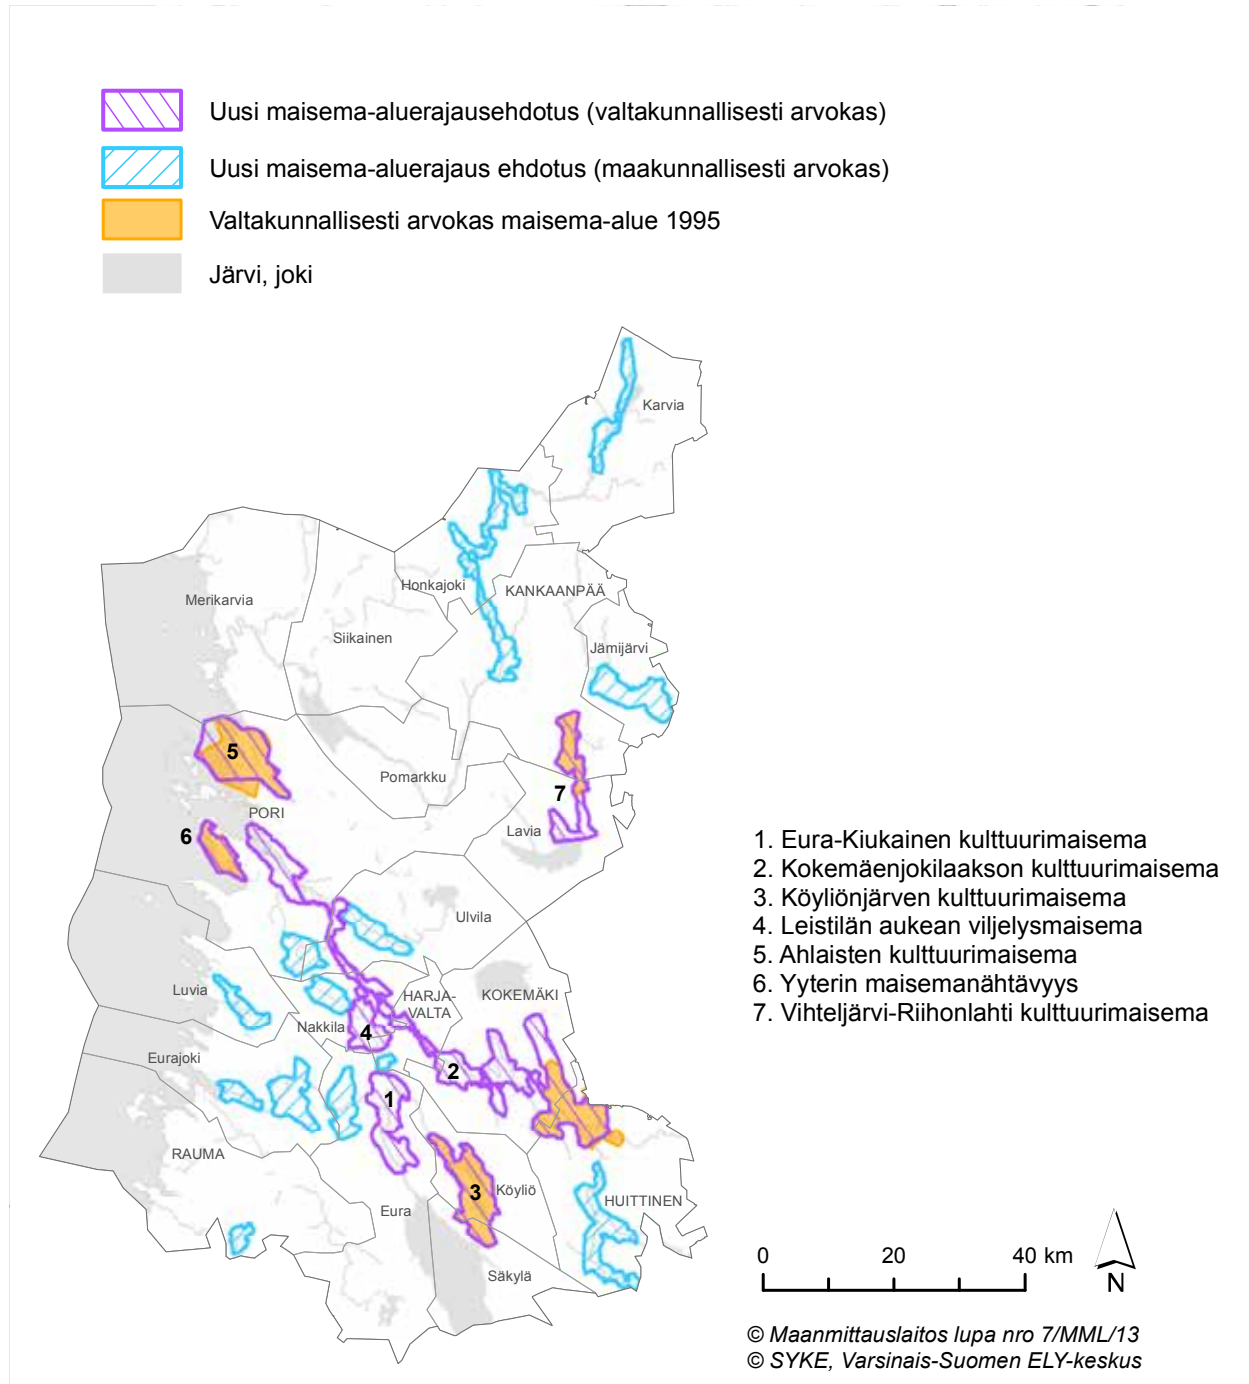 Uusi maisema-aluerajausehdotus (valtakunnallisesti arvokas)
Uusi maisema-aluerajaus ehdotus (maakunnallisesti arvokas)
Valtakunnallisesti arvokas maisema-alue 1995
Järvi, joki
Karvia
Honkajoki
KANKAANPÄÄ
Merikarvia
Siikainen
Jämijärvi
5
Pomarkku
7
PORI
6
Lavia
Ulvila
Luvia
HARJA-
VALTA
KOKEMÄKI
Nakkila
4
Eurajoki
2
1
RAUMA
3
Köyliö
HUITTINEN
Eura
Säkylä
1. Eura-Kiukainen kulttuurimaisema
2. Kokemäenjokilaakson kulttuurimaisema
3. Köyliönjärven kulttuurimaisema
4. Leistilän aukean viljelysmaisema
5. Ahlaisten kulttuurimaisema
6. Yyterin maisemanähtävyys
7. Vihteljärvi-Riihonlahti kulttuurimaisema
0 20 40 km
N
© Maanmittauslaitos lupa nro 7/MML/13
© SYKE, Varsinais-Suomen ELY-keskus